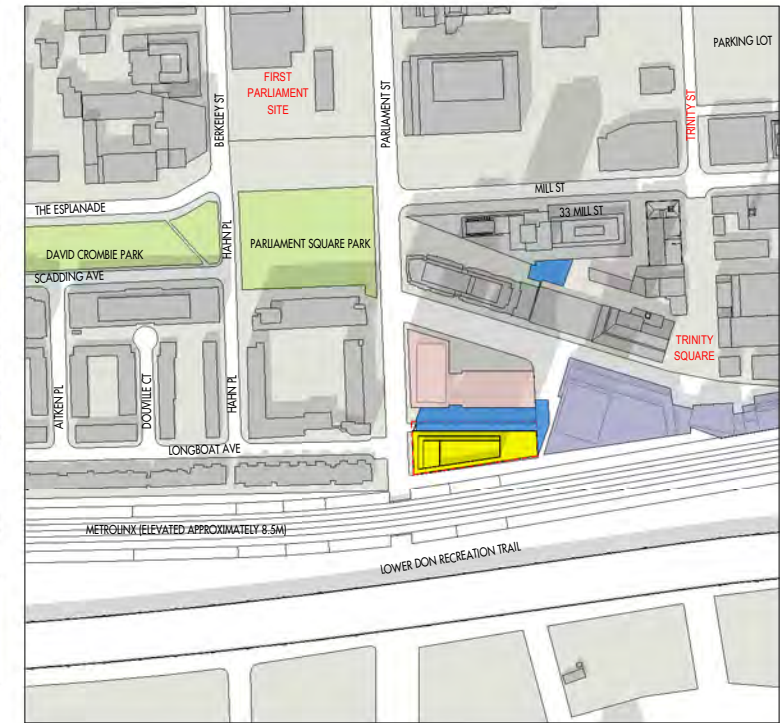 PARKING LOT
FIRST
PARLIAMENT
SITE
BERKELEY ST
PARLIAMENT ST
TRINITY ST
MILL ST
THE ESPLANADE
33 MILL ST
HAHN PL
DAVID CROMBIE PARK
PARLIAMENT SQUARE PARK
SCADDING AVE
TRINITY
SQUARE
AITKEN PL
DOUVILLE CT
HAHN PL
LONGBOAT AVE
METROLINX (ELEVATED APPROXIMATELY 8.5M)
LOWER DON RECREATION TRAIL